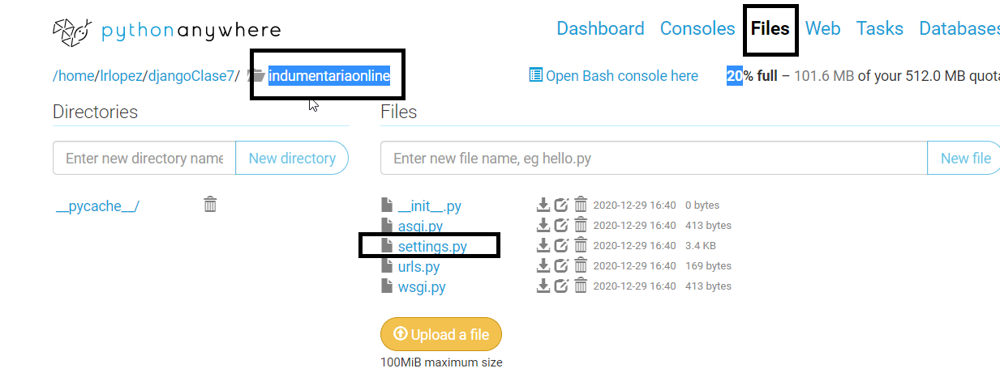 pythonanywhere
Dashboard Consoles Files Web Tasks Databases
/home/lrlopez/djangoClase7/ indumentariaonline
Open Bash console here
20% full – 101.6 MB of your 512.0 MB quota
Directories
Files
Enter new directory name
New directory
Enter new file name, eg hello.py
New file
__pycache__/
__init__.py 2020-12-29 16:40 0 bytes
asgi.py 2020-12-29 16:40 413 bytes
settings.py 2020-12-29 16:40 3.4 KB
urls.py 2020-12-29 16:40 169 bytes
wsgi.py 2020-12-29 16:40 413 bytes
Upload a file
100MiB maximum size